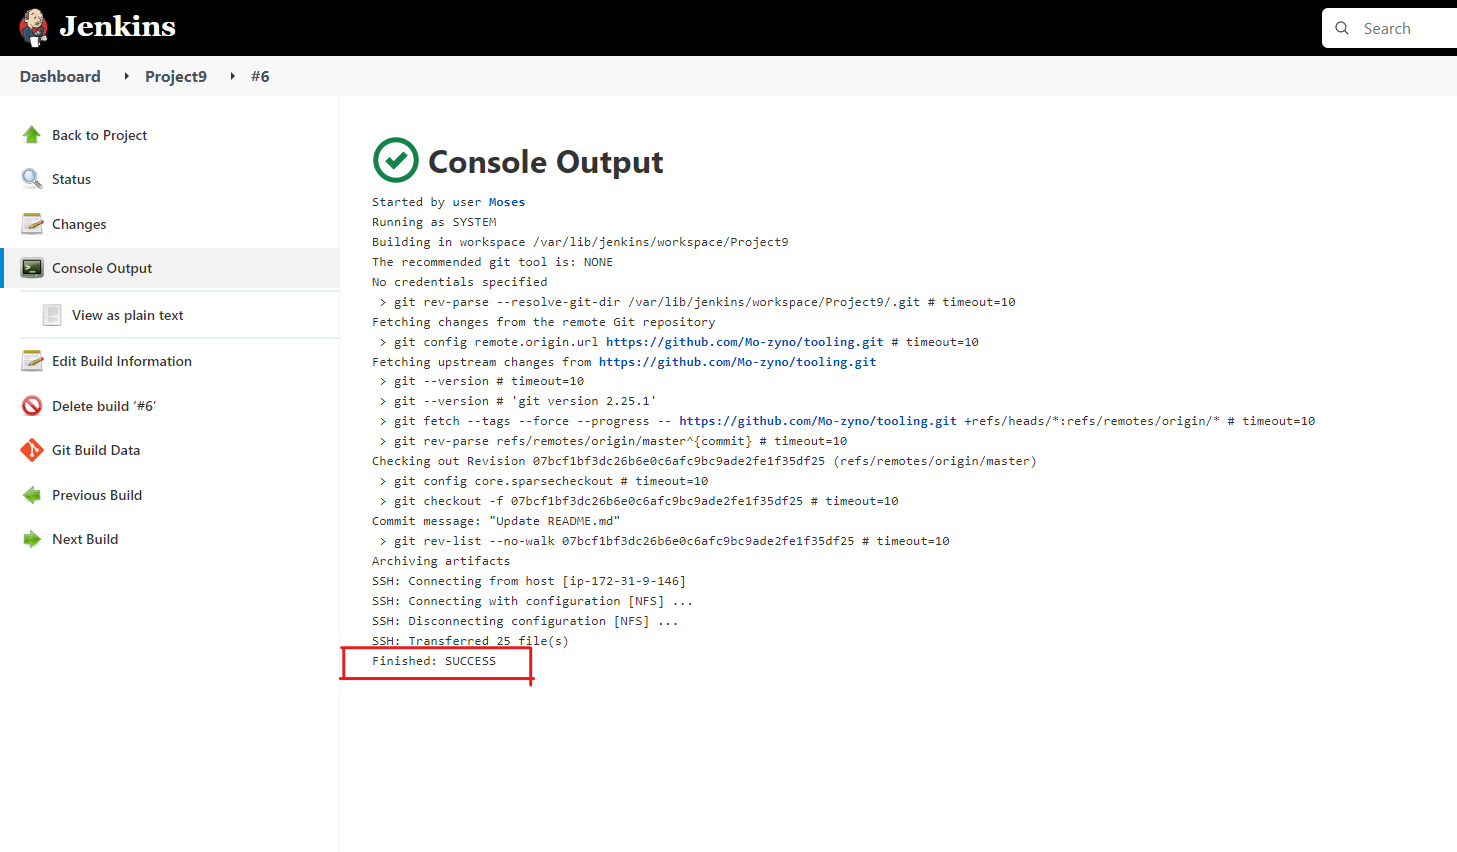 Jenkins
Search
Dashboard Project9 #6
Back to Project
Status
Changes
Console Output
View as plain text
Edit Build Information
Delete build ‘#6’
Git Build Data
Previous Build
Next Build
Console Output
Started by user Moses
Running as SYSTEM
Building in workspace /var/lib/jenkins/workspace/Project9
The recommended git tool is: NONE
No credentials specified
> git rev-parse --resolve-git-dir /var/lib/jenkins/workspace/Project9/.git # timeout=10
Fetching changes from the remote Git repository
> git config remote.origin.url https://github.com/Mo-zyno/tooling.git # timeout=10
Fetching upstream changes from https://github.com/Mo-zyno/tooling.git
> git --version # timeout=10
> git --version # 'git version 2.25.1'
> git fetch --tags --force --progress -- https://github.com/Mo-zyno/tooling.git +refs/heads/*:refs/remotes/origin/* # timeout=10
> git rev-parse refs/remotes/origin/master^{commit} # timeout=10
Checking out Revision 07bcf1bf3dc26b6e0c6afc9bc9ade2fe1f35df25 (refs/remotes/origin/master)
> git config core.sparsecheckout # timeout=10
> git checkout -f 07bcf1bf3dc26b6e0c6afc9bc9ade2fe1f35df25 # timeout=10
Commit message: "Update README.md"
> git rev-list --no-walk 07bcf1bf3dc26b6e0c6afc9bc9ade2fe1f35df25 # timeout=10
Archiving artifacts
SSH: Connecting from host [ip-172-31-9-146]
SSH: Connecting with configuration [NFS] ...
SSH: Disconnecting configuration [NFS] ...
SSH: Transferred 25 file(s)
Finished: SUCCESS